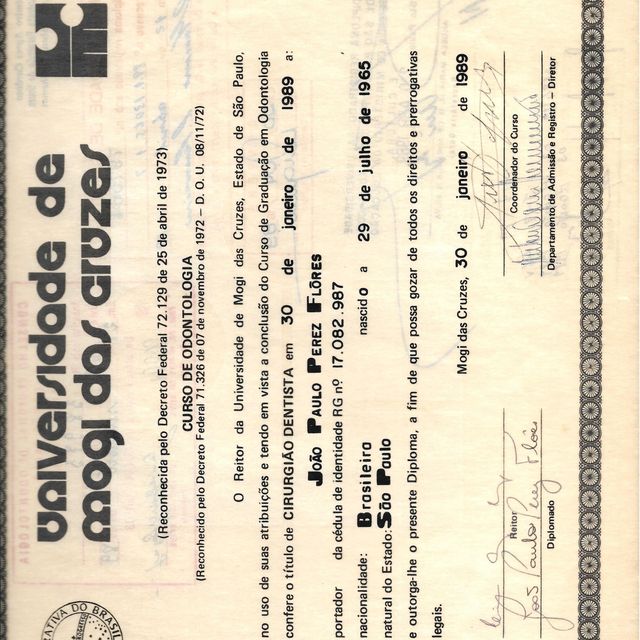 universidade de
mogi das cruzes
(Reconhecida pelo Decreto Federal 72.129 de 25 de abril de 1973)
CURSO DE ODONTOLOGIA
(Reconhecido pelo Decreto Federal 71.326 de 07 de novembro de 1972 – D. O. U. 08/11/72)
O Reitor da Universidade de Mogi das Cruzes, Estado de São Paulo,
no uso de suas atribuições e tendo em vista a conclusão do Curso de Graduação em Odontologia
confere o título de CIRURGIÃO DENTISTA em 30 de janeiro de 1989 a:
JOÃO PAULO PEREZ FLÔRES
portador da cédula de identidade RG nº 17.082.987
nacionalidade: Brasileira nascido a 29 de julho de 1965
natural do Estado: São Paulo
e outorga-lhe o presente Diploma, a fim de que possa gozar de todos os direitos e prerrogativas
legais.
Mogi das Cruzes, 30 de janeiro de 1989
Reitor
Coordenador do Curso
João Paulo Perez Flôres
Diplomado
Departamento de Admissão e Registro – Diretor